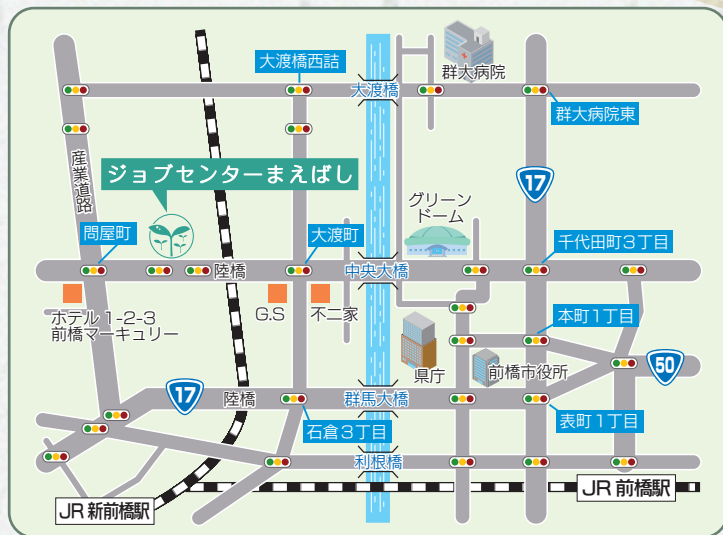 大渡橋西詰
群大病院
大渡橋
群大病院東
産業道路
ジョブセンターまえばし
17
グリーン
ドーム
問屋町
大渡町
千代田町3丁目
陸橋
中央大橋
ホテル 1-2-3
前橋マーキュリー
G.S
不二家
本町1丁目
県庁
前橋市役所
50
17
陸橋
群馬大橋
石倉3丁目
表町1丁目
利根橋
JR 新前橋駅
JR 前橋駅